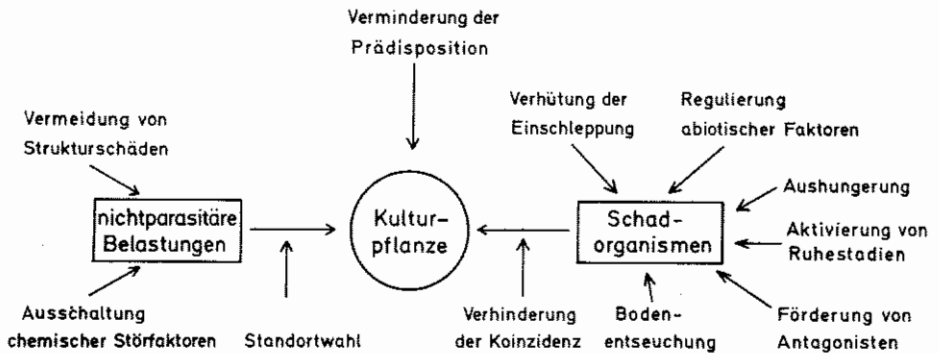 Verminderung der
Prädisposition
Vermeidung von
Strukturschäden
Verhütung der
Einschleppung
Regulierung
abiotischer Faktoren
nichtparasitäre
Belastungen
Kultur-
pflanze
Schad-
organismen
Aushungerung
Aktivierung von
Ruhestadien
Ausschaltung
chemischer Störfaktoren
Standortwahl
Verhinderung
der Koinzidenz
Boden-
entseuchung
Förderung von
Antagonisten